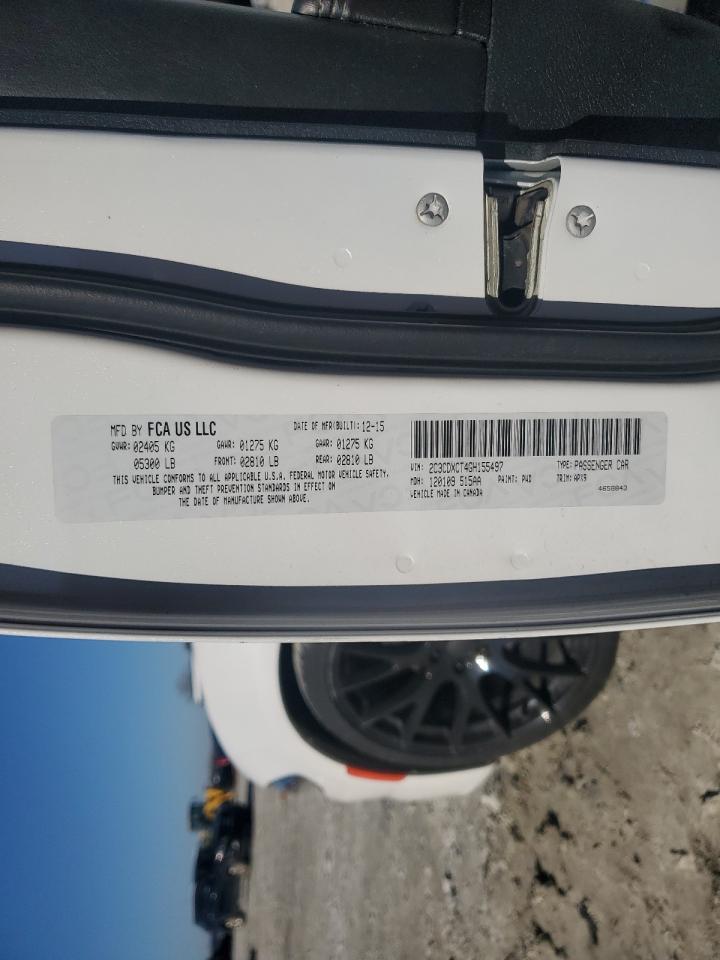 MFD BY FCA US LLC DATE OF MFR(BUILT): 12-15
GVWR: 02405 KG GAWR: 01275 KG GAWR: 01275 KG
05300 LB FRONT: 02810 LB REAR: 02810 LB
THIS VEHICLE CONFORMS TO ALL APPLICABLE U.S.A. FEDERAL MOTOR VEHICLE SAFETY,
BUMPER AND THEFT PREVENTION STANDARDS IN EFFECT ON
THE DATE OF MANUFACTURE SHOWN ABOVE.
VIN: 2C3CDXCT4GH155497 TYPE: PASSENGER CAR
MDH: 120109 515AA PAINT: PW3 TRIM: APX9
VEHICLE MADE IN CANADA 4658843